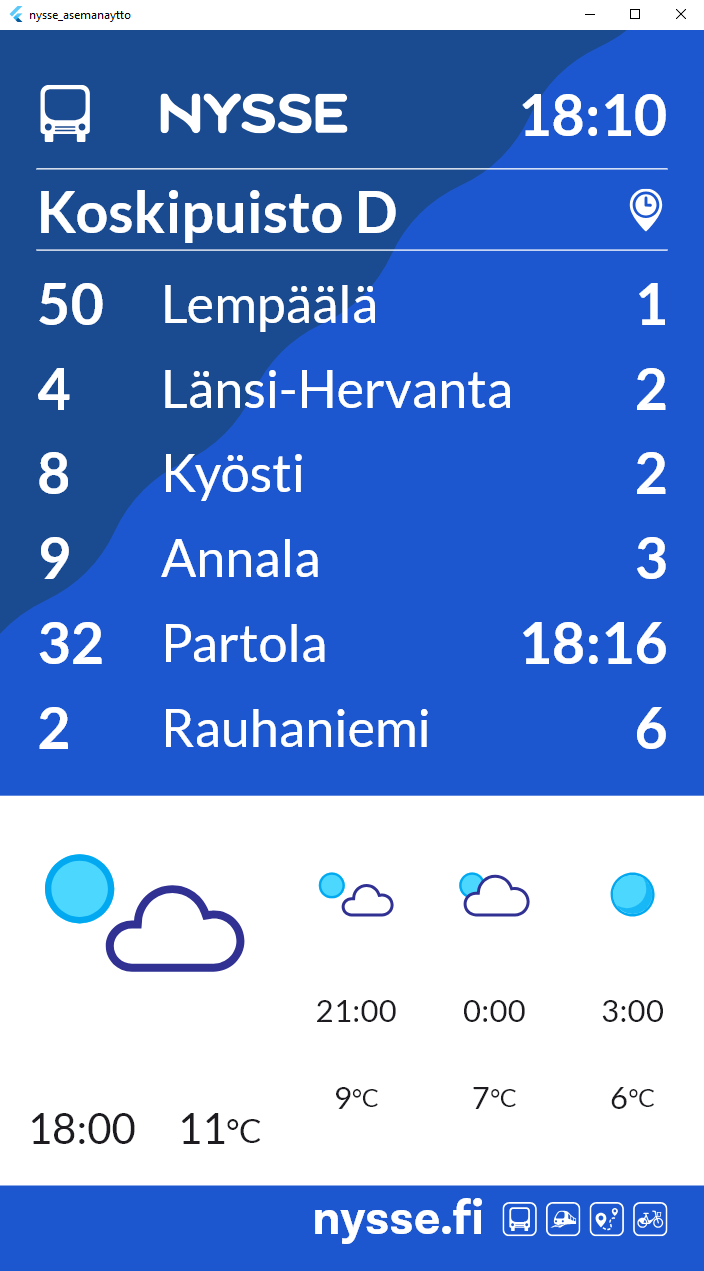 nysse_asemanaytto
NYSSE 18:10
Koskipuisto D
50 Lempäälä 1
4 Länsi-Hervanta 2
8 Kyösti 2
9 Annala 3
32 Partola 18:16
2 Rauhaniemi 6
21:00 0:00 3:00
9°C 7°C 6°C
18:00 11°C
nysse.fi